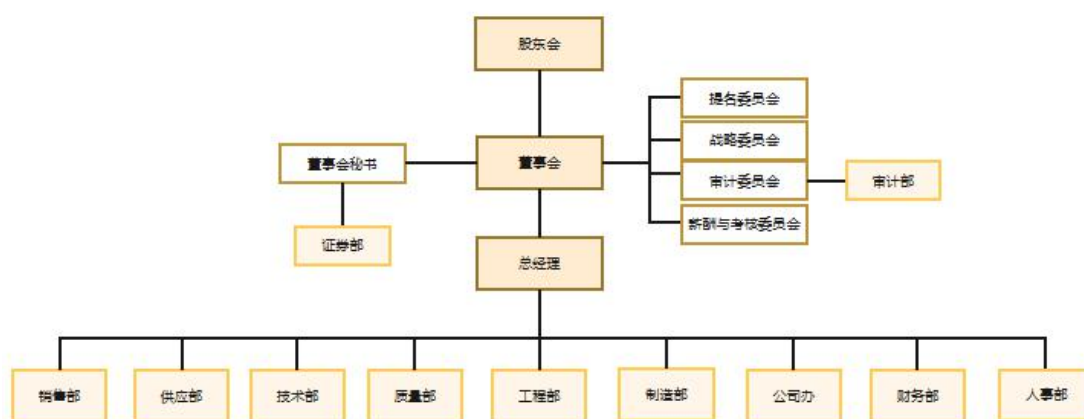 股东会
提名委员会
战略委员会
董事会秘书
董事会
审计委员会
审计部
薪酬与考核委员会
证券部
总经理
销售部
供应部
技术部
质量部
工程部
制造部
公司办
财务部
人事部